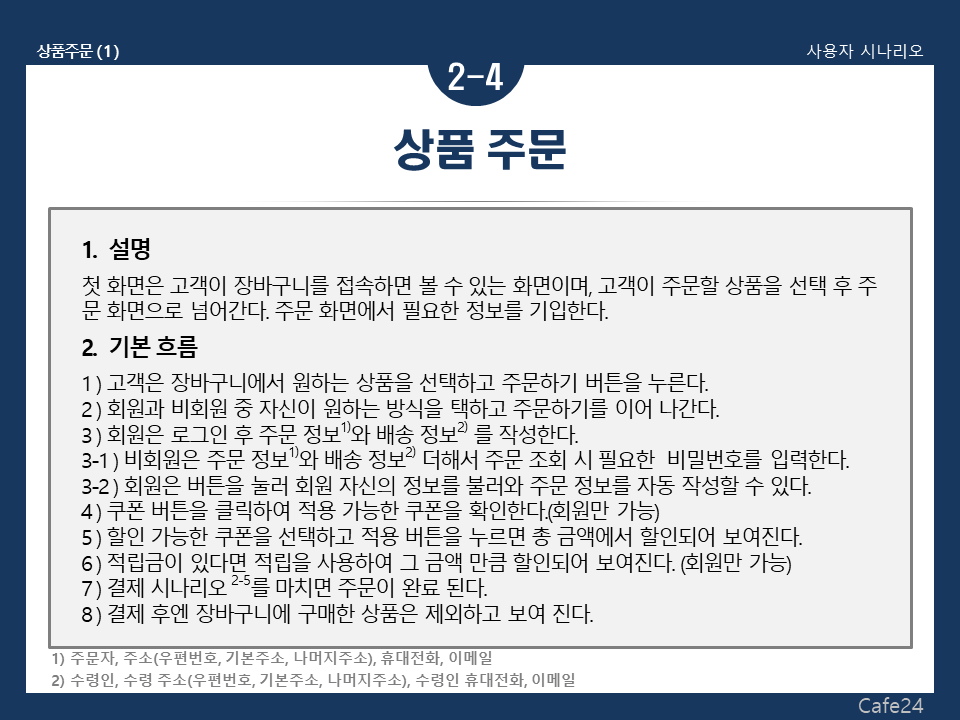 상품주문 (1)
사용자 시나리오
2-4
상품 주문
1. 설명
첫 화면은 고객이 장바구니를 접속하면 볼 수 있는 화면이며, 고객이 주문할 상품을 선택 후 주
문 화면으로 넘어간다. 주문 화면에서 필요한 정보를 기입한다.
2. 기본 흐름
1 ) 고객은 장바구니에서 원하는 상품을 선택하고 주문하기 버튼을 누른다.
2 ) 회원과 비회원 중 자신이 원하는 방식을 택하고 주문하기를 이어 나간다.
3 ) 회원은 로그인 후 주문 정보1)와 배송 정보2) 를 작성한다.
3-1 ) 비회원은 주문 정보1)와 배송 정보2) 더해서 주문 조회 시 필요한 비밀번호를 입력한다.
3-2 ) 회원은 버튼을 눌러 회원 자신의 정보를 불러와 주문 정보를 자동 작성할 수 있다.
4 ) 쿠폰 버튼을 클릭하여 적용 가능한 쿠폰을 확인한다.(회원만 가능)
5 ) 할인 가능한 쿠폰을 선택하고 적용 버튼을 누르면 총 금액에서 할인되어 보여진다.
6 ) 적립금이 있다면 적립을 사용하여 그 금액 만큼 할인되어 보여진다. (회원만 가능)
7 ) 결제 시나리오 2-5를 마치면 주문이 완료 된다.
8 ) 결제 후엔 장바구니에 구매한 상품은 제외하고 보여 진다.
1) 주문자, 주소(우편번호, 기본주소, 나머지주소), 휴대전화, 이메일
2) 수령인, 수령 주소(우편번호, 기본주소, 나머지주소), 수령인 휴대전화, 이메일
Cafe24